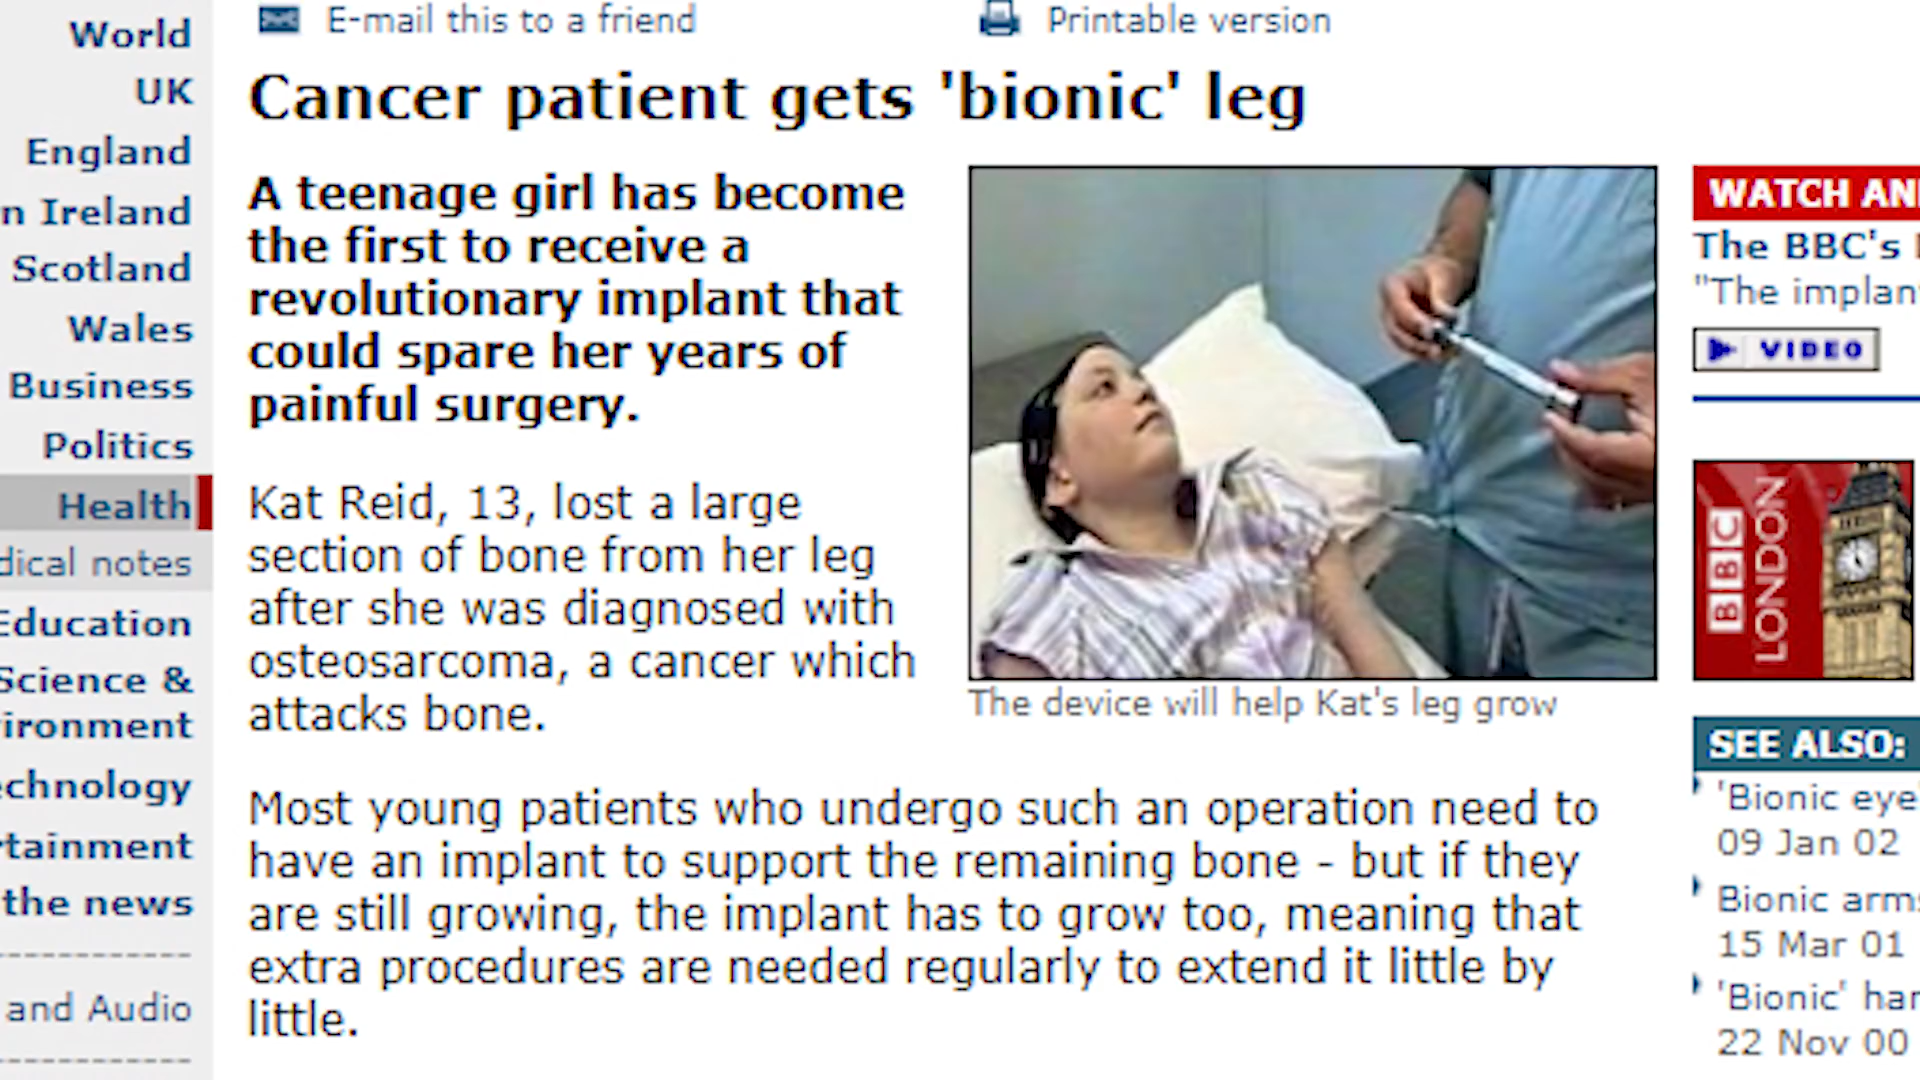 World
UK
England
n Ireland
Scotland
Wales
Business
Politics
Health
dical notes
Education
Science &
ironment
echnology
rtainment
the news
and Audio
E-mail this to a friend
Printable version
Cancer patient gets 'bionic' leg
A teenage girl has become
the first to receive a
revolutionary implant that
could spare her years of
painful surgery.
Kat Reid, 13, lost a large
section of bone from her leg
after she was diagnosed with
osteosarcoma, a cancer which
attacks bone.
The device will help Kat's leg grow
Most young patients who undergo such an operation need to
have an implant to support the remaining bone - but if they
are still growing, the implant has to grow too, meaning that
extra procedures are needed regularly to extend it little by
little.
WATCH AN
The BBC's
"The implan
VIDEO
BBC
LONDON
SEE ALSO:
'Bionic eye'
09 Jan 02
Bionic arms
15 Mar 01
'Bionic' har
22 Nov 00